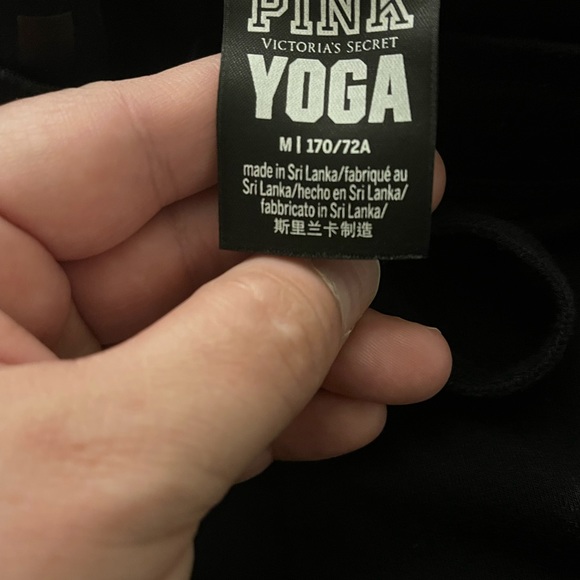 PINK
VICTORIA'S SECRET
YOGA
M | 170/72A
made in Sri Lanka/fabriqué au
Sri Lanka/hecho en Sri Lanka/
fabbricato in Sri Lanka/
斯里兰卡制造